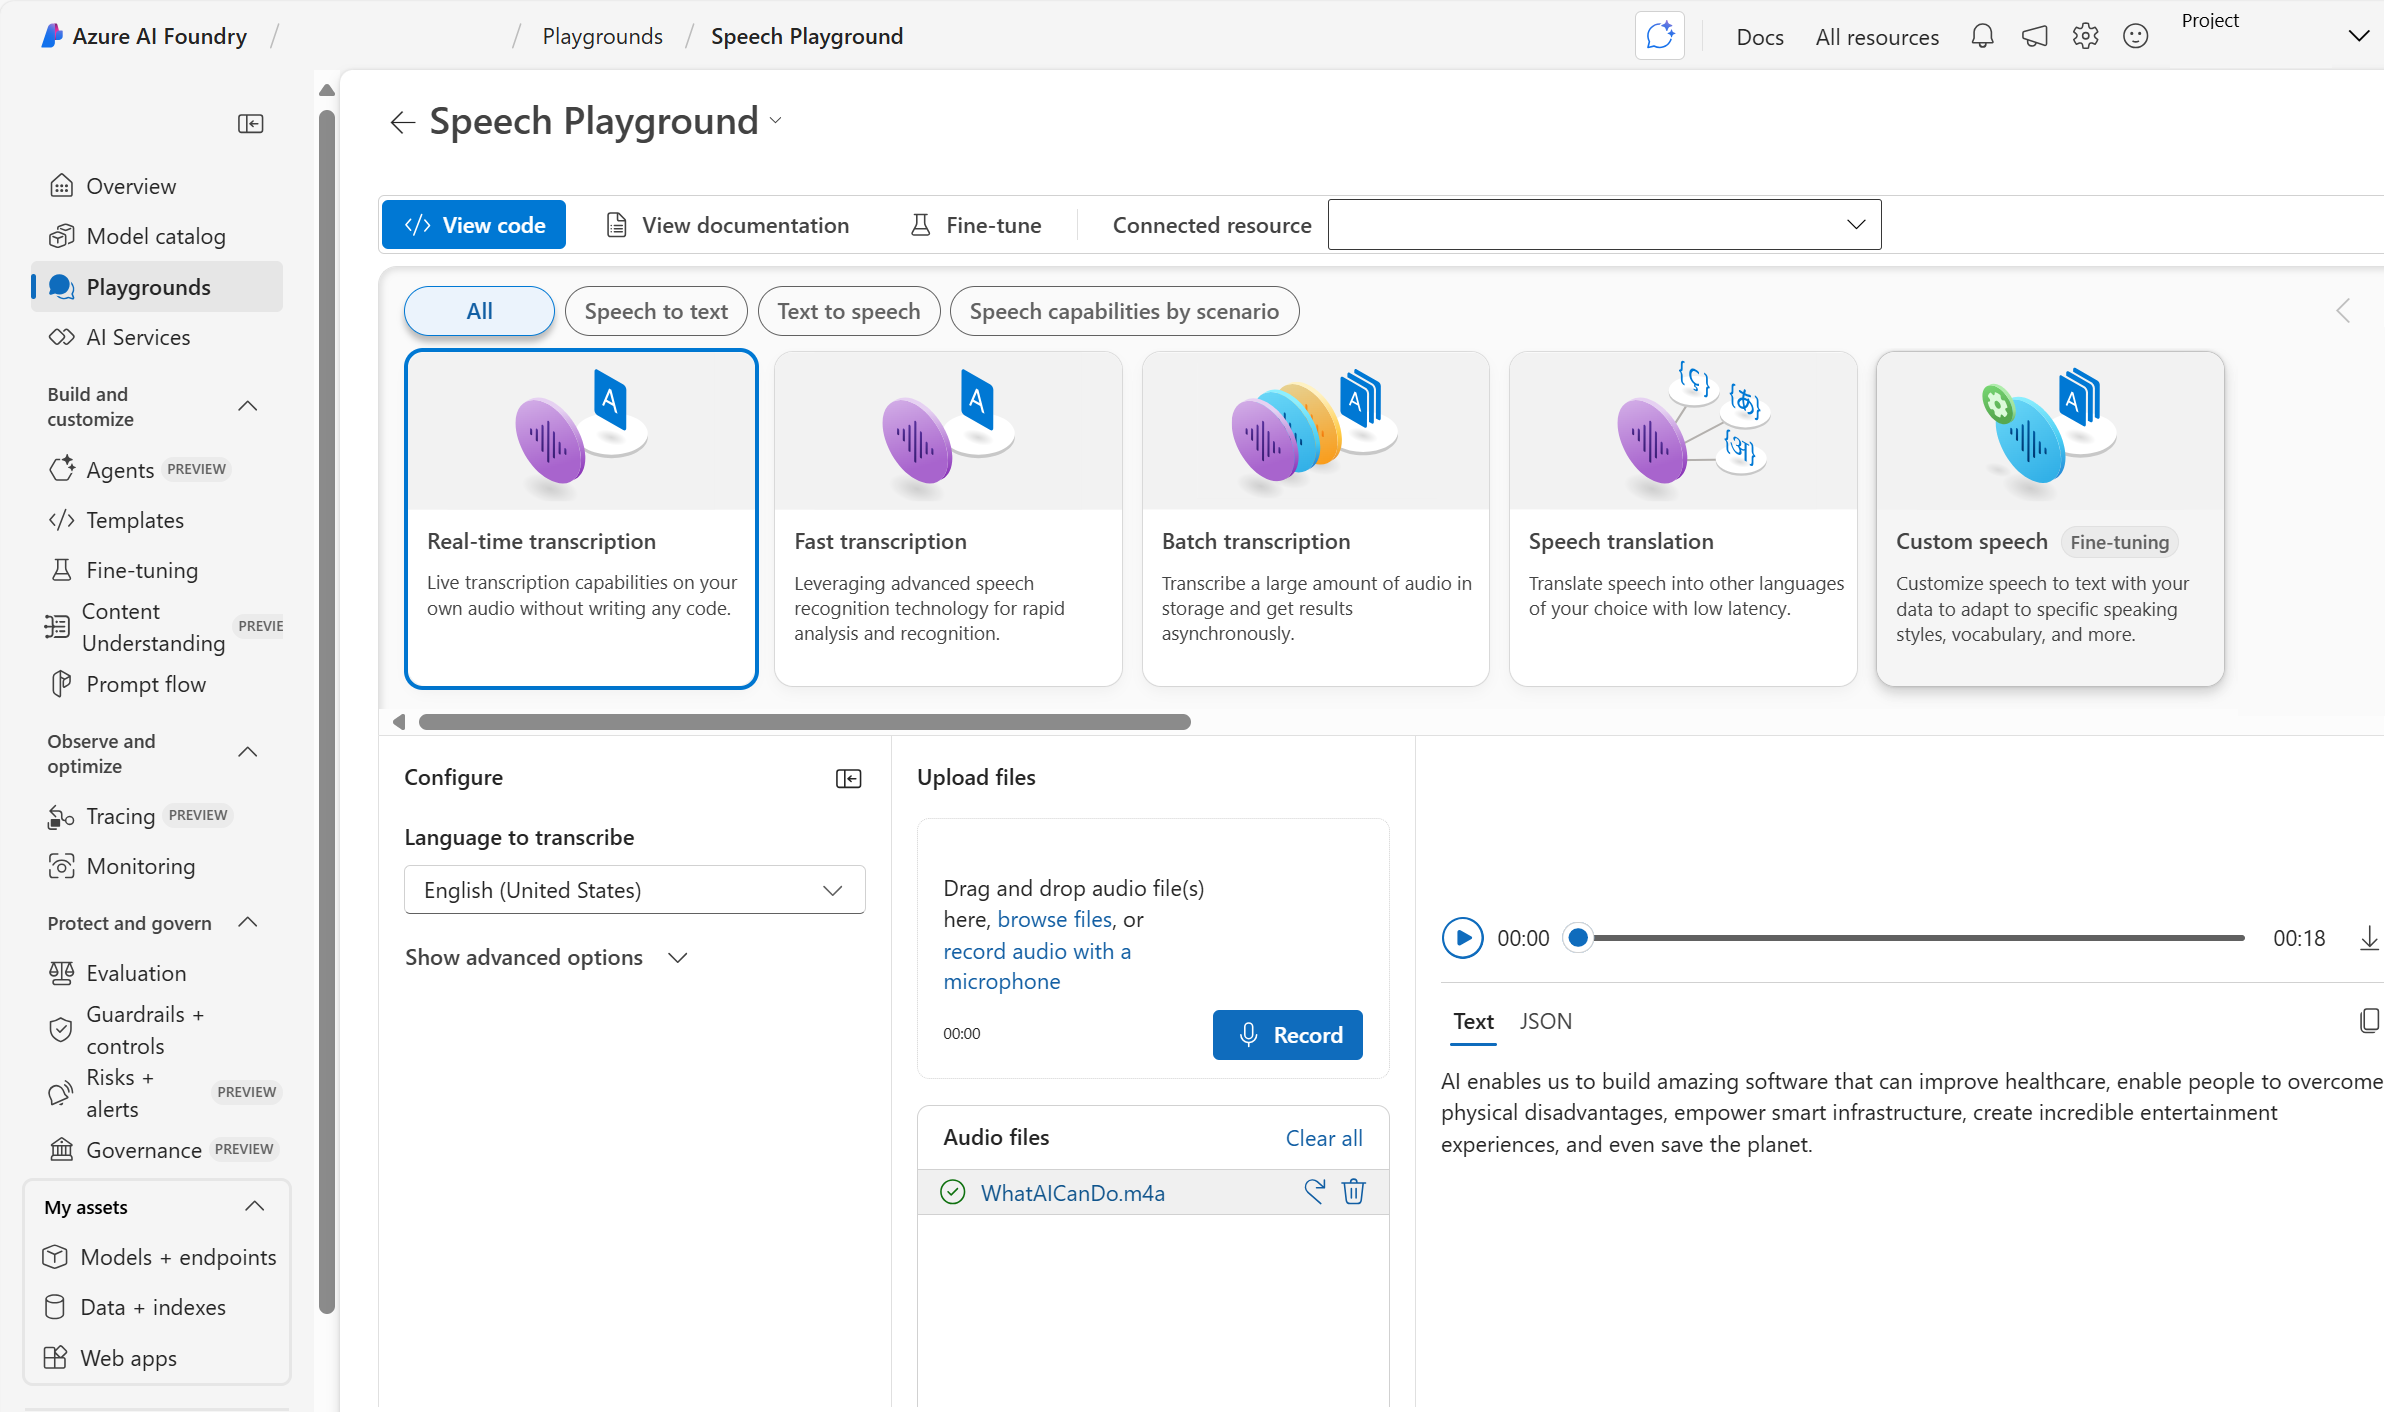 Azure AI Foundry / / Playgrounds / Speech Playground
Docs All resources Project
Speech Playground
Overview
Model catalog
Playgrounds
AI Services
Build and
customize
Agents PREVIEW
Templates
Fine-tuning
Content
Understanding PREVIE
Prompt flow
Observe and
optimize
Tracing PREVIEW
Monitoring
Protect and govern
Evaluation
Guardrails +
controls
Risks +
alerts PREVIEW
Governance PREVIEW
My assets
Models + endpoints
Data + indexes
Web apps
View code View documentation Fine-tune Connected resource
All Speech to text Text to speech Speech capabilities by scenario
A
Real-time transcription
Live transcription capabilities on your
own audio without writing any code.
A
Fast transcription
Leveraging advanced speech
recognition technology for rapid
analysis and recognition.
A
Batch transcription
Transcribe a large amount of audio in
storage and get results
asynchronously.
{ç}
{あ}
{अ}
Speech translation
Translate speech into other languages
of your choice with low latency.
A
Custom speech Fine-tuning
Customize speech to text with your
data to adapt to specific speaking
styles, vocabulary, and more.
Configure
Language to transcribe
English (United States)
Show advanced options
Upload files
Drag and drop audio file(s)
here, browse files, or
record audio with a
microphone
00:00 Record
Audio files Clear all
WhatAICanDo.m4a
00:00 00:18
Text JSON
AI enables us to build amazing software that can improve healthcare, enable people to overcome
physical disadvantages, empower smart infrastructure, create incredible entertainment
experiences, and even save the planet.